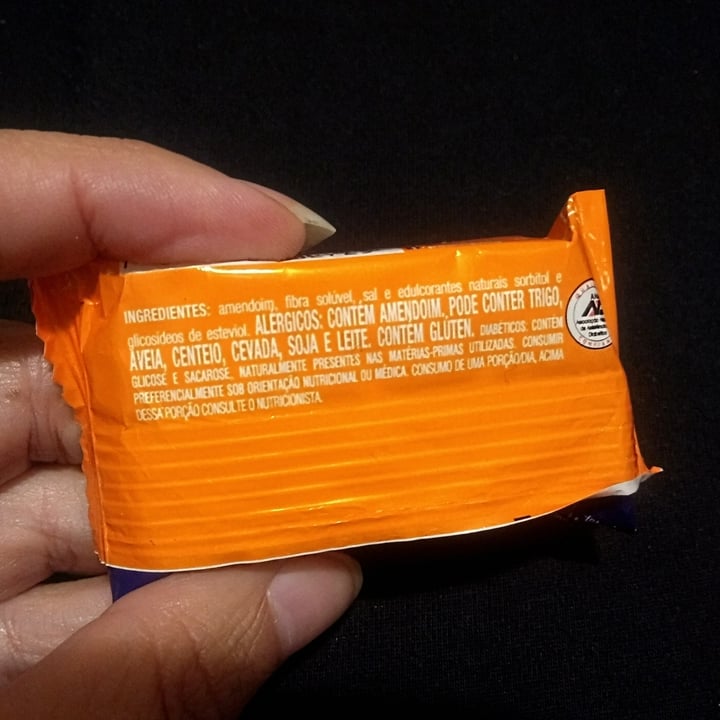 INGREDIENTES: amendoim, fibra solúvel, sal e edulcorantes naturais sorbitol e
glicosídeos de esteviol. ALÉRGICOS: CONTÉM AMENDOIM. PODE CONTER TRIGO,
AVEIA, CENTEIO, CEVADA, SOJA E LEITE. CONTÉM GLÚTEN. DIABÉTICOS: CONTÉM
GLICOSE E SACAROSE, NATURALMENTE PRESENTES NAS MATÉRIAS-PRIMAS UTILIZADAS. CONSUMIR
PREFERENCIALMENTE SOB ORIENTAÇÃO NUTRICIONAL OU MÉDICA. CONSUMO DE UMA PORÇÃO/DIA, ACIMA
DESSA PORÇÃO CONSULTE O NUTRICIONISTA.